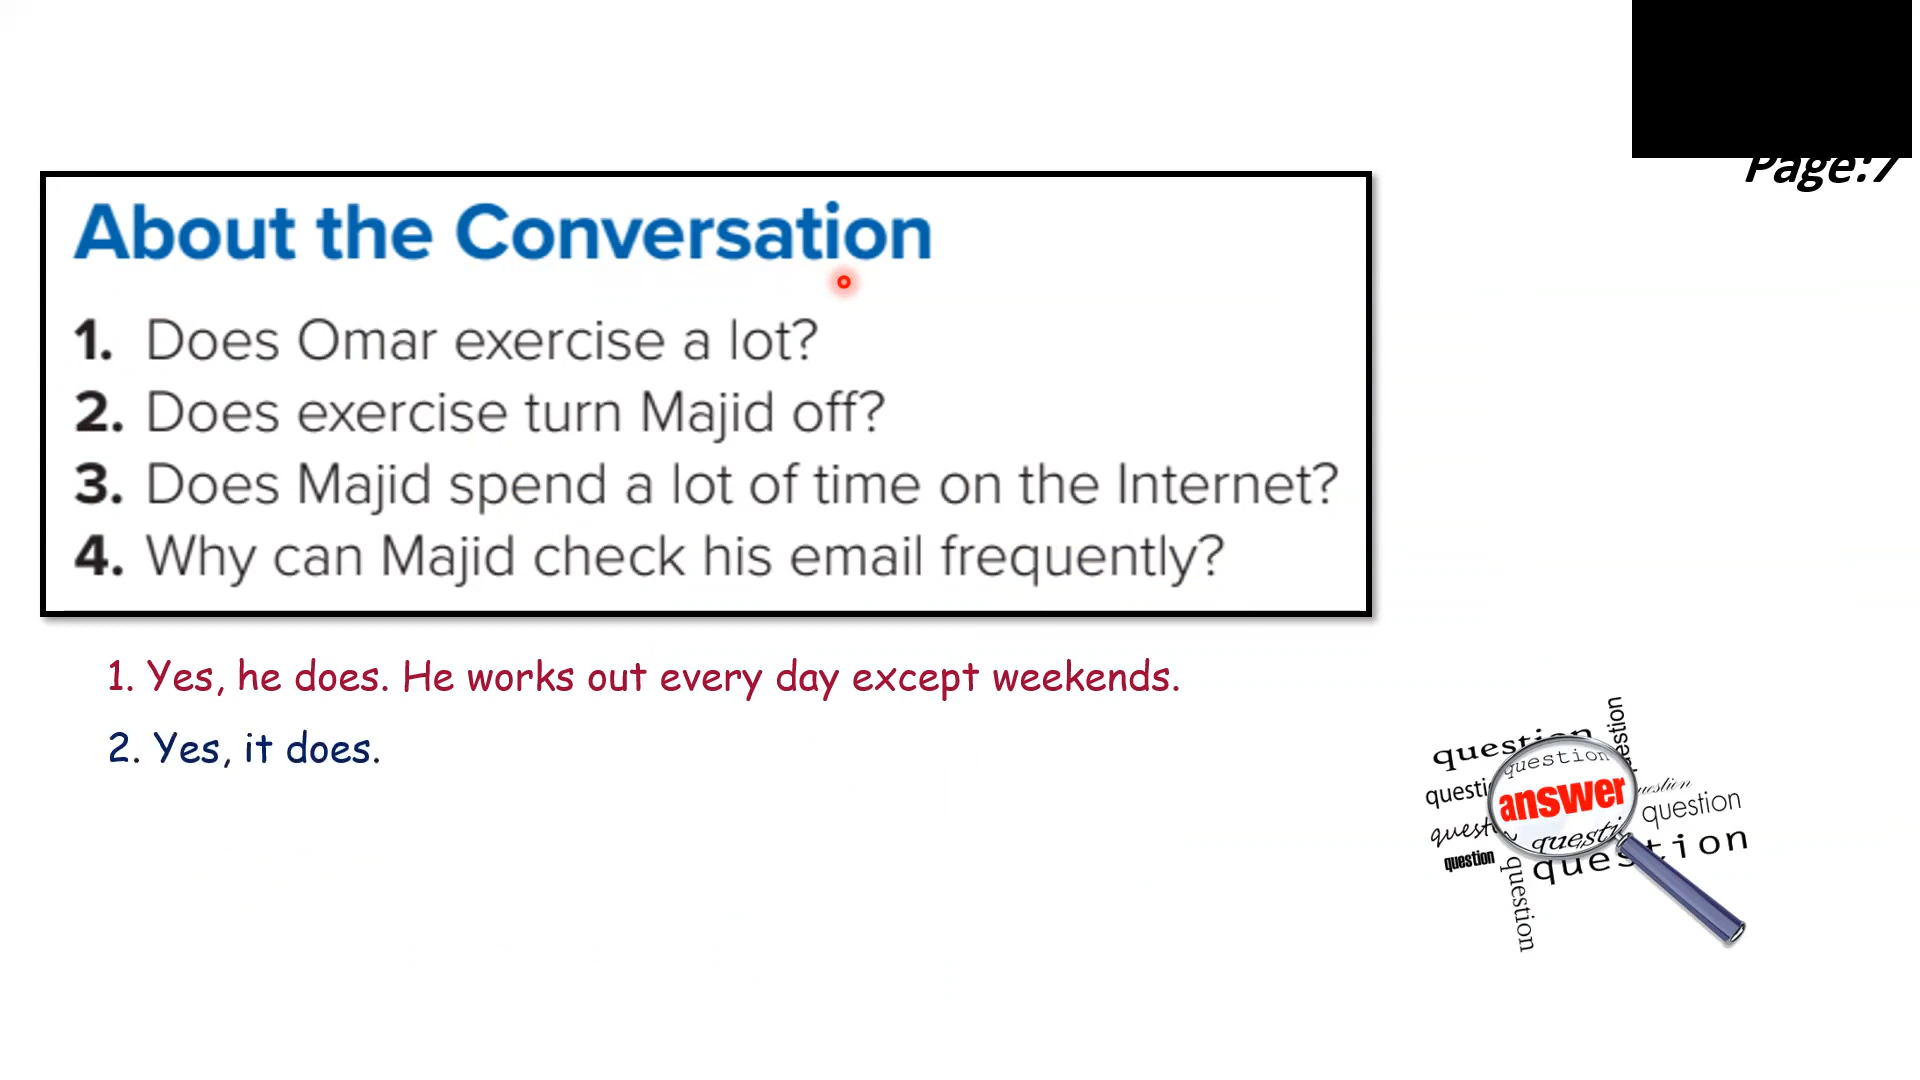 Page:7
About the Conversation
1. Does Omar exercise a lot?
2. Does exercise turn Majid off?
3. Does Majid spend a lot of time on the Internet?
4. Why can Majid check his email frequently?
1. Yes, he does. He works out every day except weekends.
2. Yes, it does.
question
question
question
answer
question
question
question
question
question